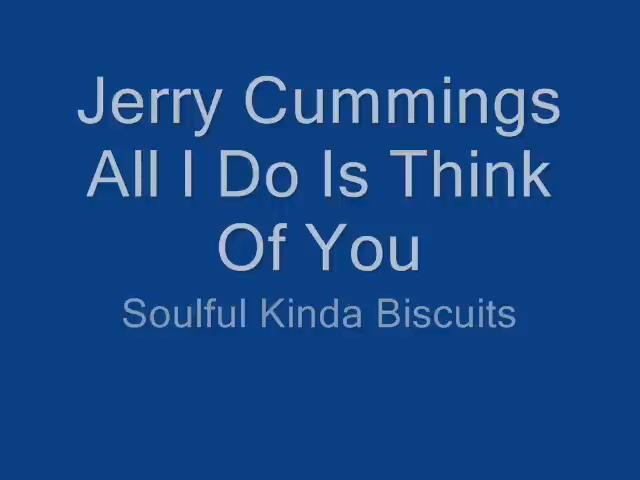 Jerry Cummings
All I Do Is Think
Of You
Soulful Kinda Biscuits